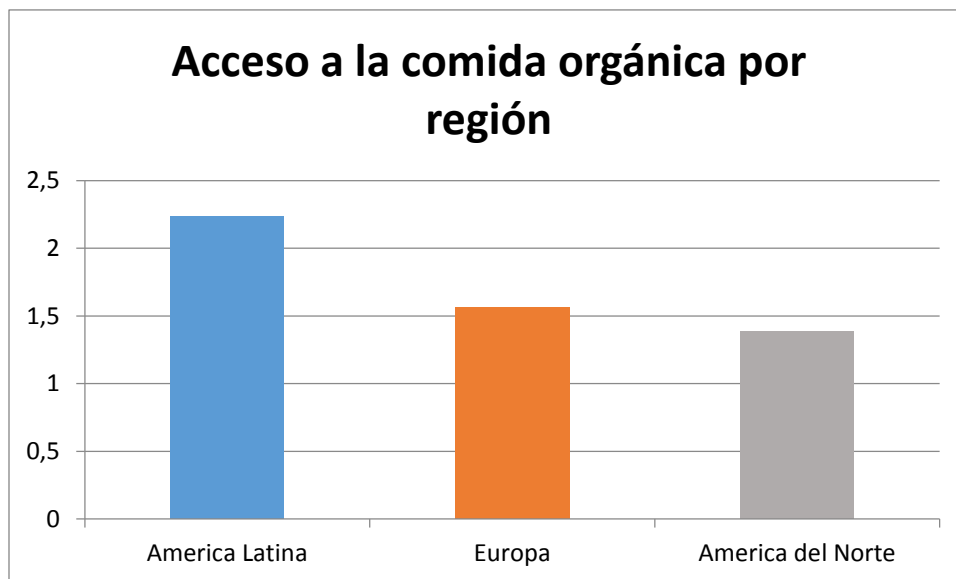 Acceso a la comida orgánica por
región
2,5
2
1,5
1
0,5
0
America Latina
Europa
America del Norte